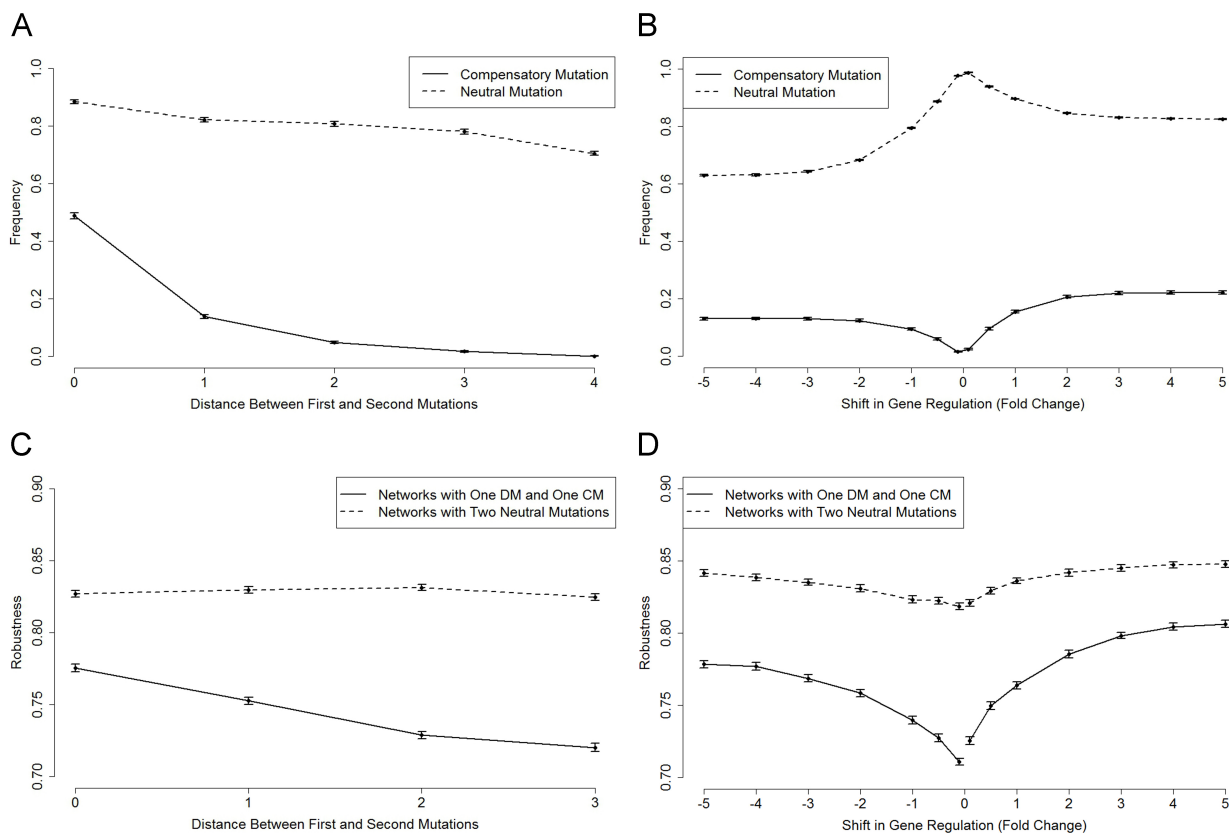 A
Compensatory Mutation
Neutral Mutation
Frequency
0.0 0.2 0.4 0.6 0.8 1.0
0 1 2 3 4
Distance Between First and Second Mutations
B
Compensatory Mutation
Neutral Mutation
Frequency
0.0 0.2 0.4 0.6 0.8 1.0
-5 -4 -3 -2 -1 0 1 2 3 4 5
Shift in Gene Regulation (Fold Change)
C
Networks with One DM and One CM
Networks with Two Neutral Mutations
Robustness
0.70 0.75 0.80 0.85 0.90
0 1 2 3
Distance Between First and Second Mutations
D
Networks with One DM and One CM
Networks with Two Neutral Mutations
Robustness
0.70 0.75 0.80 0.85 0.90
-5 -4 -3 -2 -1 0 1 2 3 4 5
Shift in Gene Regulation (Fold Change)